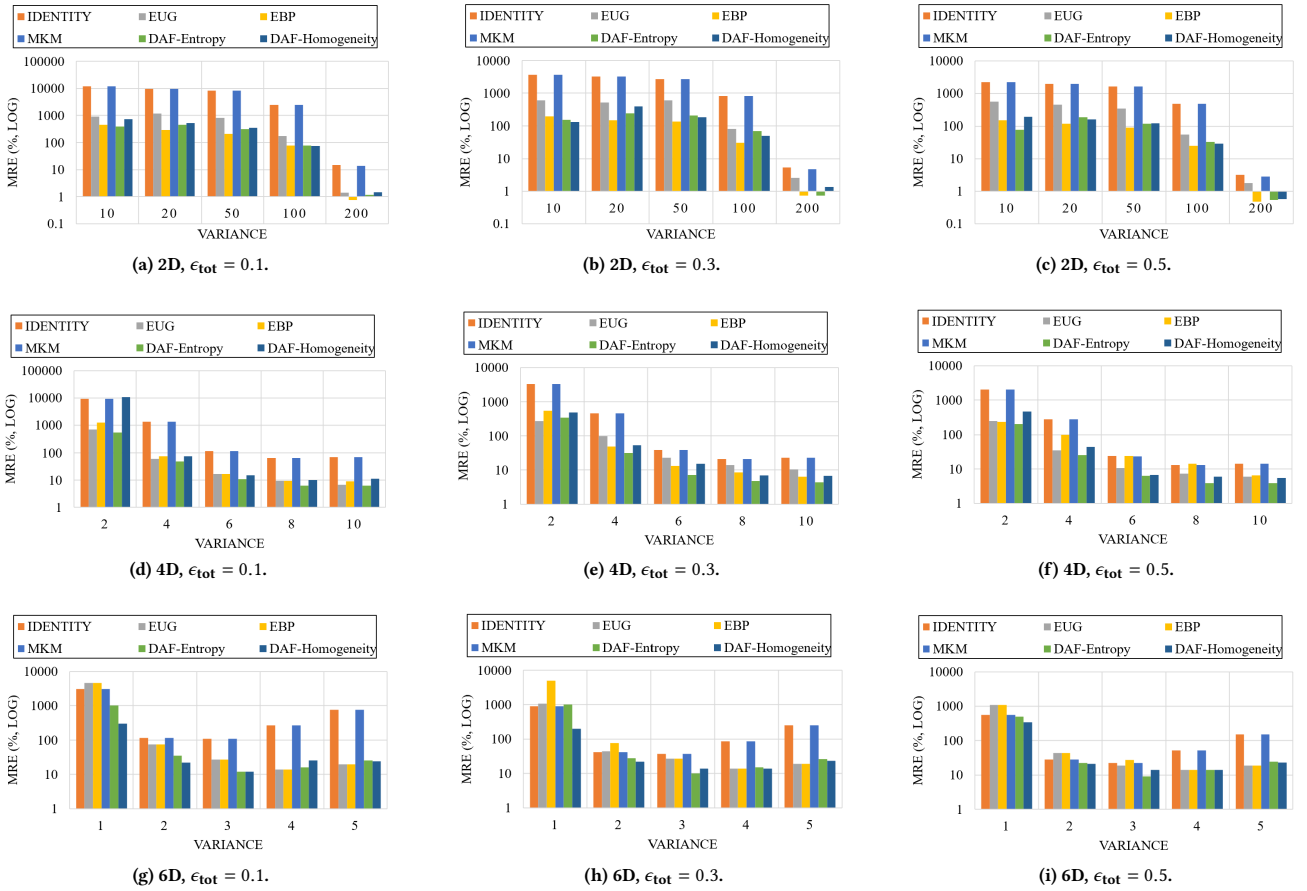 IDENTITY EUG EBP
MKM DAF-Entropy DAF-Homogeneity
MRE (%, LOG)
100000
10000
1000
100
10
1
0.1
10 20 50 100 200
VARIANCE
(a) 2D, ϵtot = 0.1.
IDENTITY EUG EBP
MKM DAF-Entropy DAF-Homogeneity
MRE (%, LOG)
10000
1000
100
10
1
0.1
10 20 50 100 200
VARIANCE
(b) 2D, ϵtot = 0.3.
IDENTITY EUG EBP
MKM DAF-Entropy DAF-Homogeneity
MRE (%, LOG)
10000
1000
100
10
1
0.1
10 20 50 100 200
VARIANCE
(c) 2D, ϵtot = 0.5.
IDENTITY EUG EBP
MKM DAF-Entropy DAF-Homogeneity
MRE (%, LOG)
100000
10000
1000
100
10
1
2 4 6 8 10
VARIANCE
(d) 4D, ϵtot = 0.1.
IDENTITY EUG EBP
MKM DAF-Entropy DAF-Homogeneity
MRE (%, LOG)
10000
1000
100
10
1
2 4 6 8 10
VARIANCE
(e) 4D, ϵtot = 0.3.
IDENTITY EUG EBP
MKM DAF-Entropy DAF-Homogeneity
MRE (%, LOG)
10000
1000
100
10
1
2 4 6 8 10
VARIANCE
(f) 4D, ϵtot = 0.5.
IDENTITY EUG EBP
MKM DAF-Entropy DAF-Homogeneity
MRE (%, LOG)
10000
1000
100
10
1
1 2 3 4 5
VARIANCE
(g) 6D, ϵtot = 0.1.
IDENTITY EUG EBP
MKM DAF-Entropy DAF-Homogeneity
MRE (%, LOG)
10000
1000
100
10
1
1 2 3 4 5
VARIANCE
(h) 6D, ϵtot = 0.3.
IDENTITY EUG EBP
MKM DAF-Entropy DAF-Homogeneity
MRE (%, LOG)
10000
1000
100
10
1
1 2 3 4 5
VARIANCE
(i) 6D, ϵtot = 0.5.